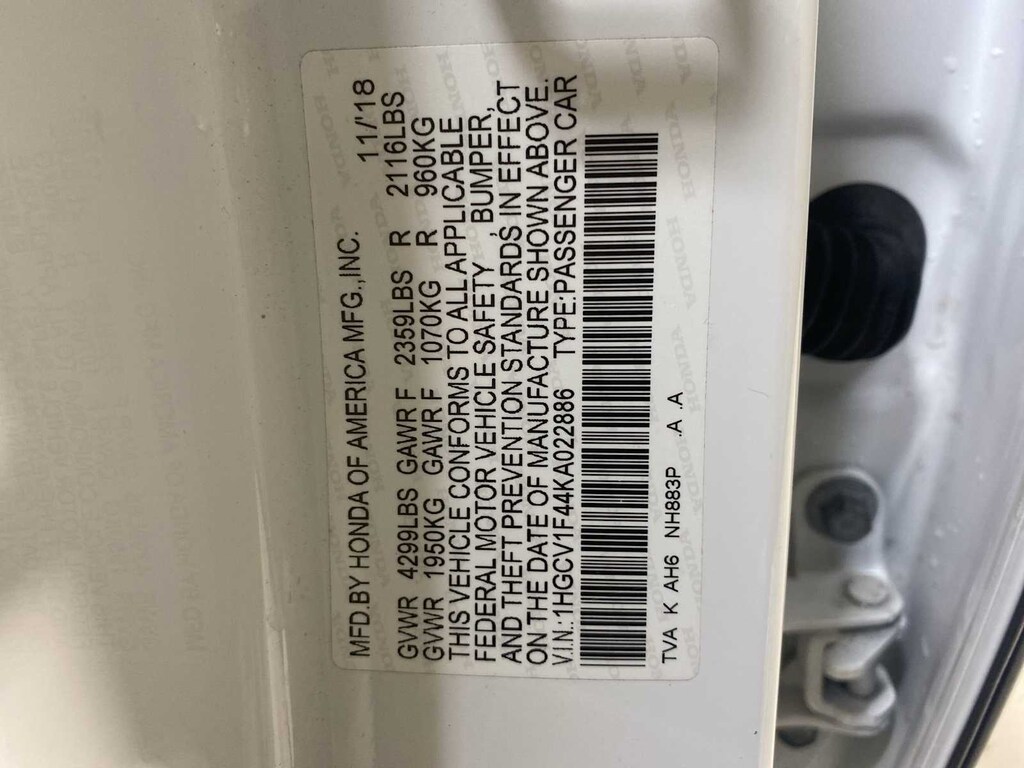 MFD.BY HONDA OF AMERICA MFG.,INC. 11/'18
GVWR 4299LBS GAWR F 2359LBS R 2116LBS
GVWR 1950KG GAWR F 1070KG R 960KG
THIS VEHICLE CONFORMS TO ALL APPLICABLE
FEDERAL MOTOR VEHICLE SAFETY , BUMPER,
AND THEFT PREVENTION STANDARDS IN EFFECT
ON THE DATE OF MANUFACTURE SHOWN ABOVE.
V.I.N.:1HGCV1F44KA022886 TYPE:PASSENGER CAR
TVA K AH6 NH883P .A .A .A